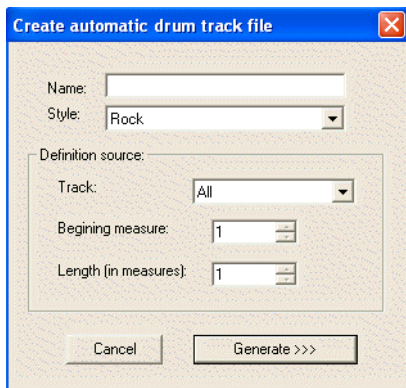 Create automatic drum track file
Name:
Style: Rock
Definition source:
Track: All
Begining measure: 1
Length (in measures): 1
Cancel Generate >>>